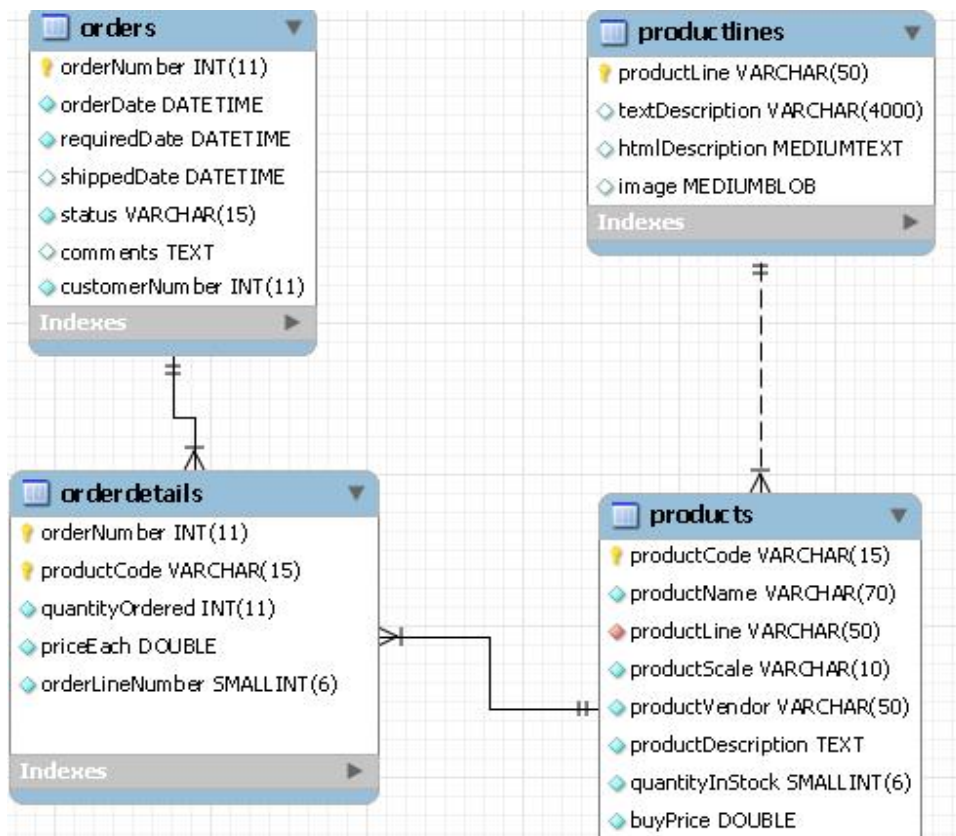 orders
orderNumber INT(11)
orderDate DATETIME
requiredDate DATETIME
shippedDate DATETIME
status VARCHAR(15)
comments TEXT
customerNumber INT(11)
Indexes
productlines
productLine VARCHAR(50)
textDescription VARCHAR(4000)
htmlDescription MEDIUMTEXT
image MEDIUMBLOB
Indexes
orderdetails
orderNumber INT(11)
productCode VARCHAR(15)
quantityOrdered INT(11)
priceEach DOUBLE
orderLineNumber SMALLINT(6)
Indexes
products
productCode VARCHAR(15)
productName VARCHAR(70)
productLine VARCHAR(50)
productScale VARCHAR(10)
productVendor VARCHAR(50)
productDescription TEXT
quantityInStock SMALLINT(6)
buyPrice DOUBLE